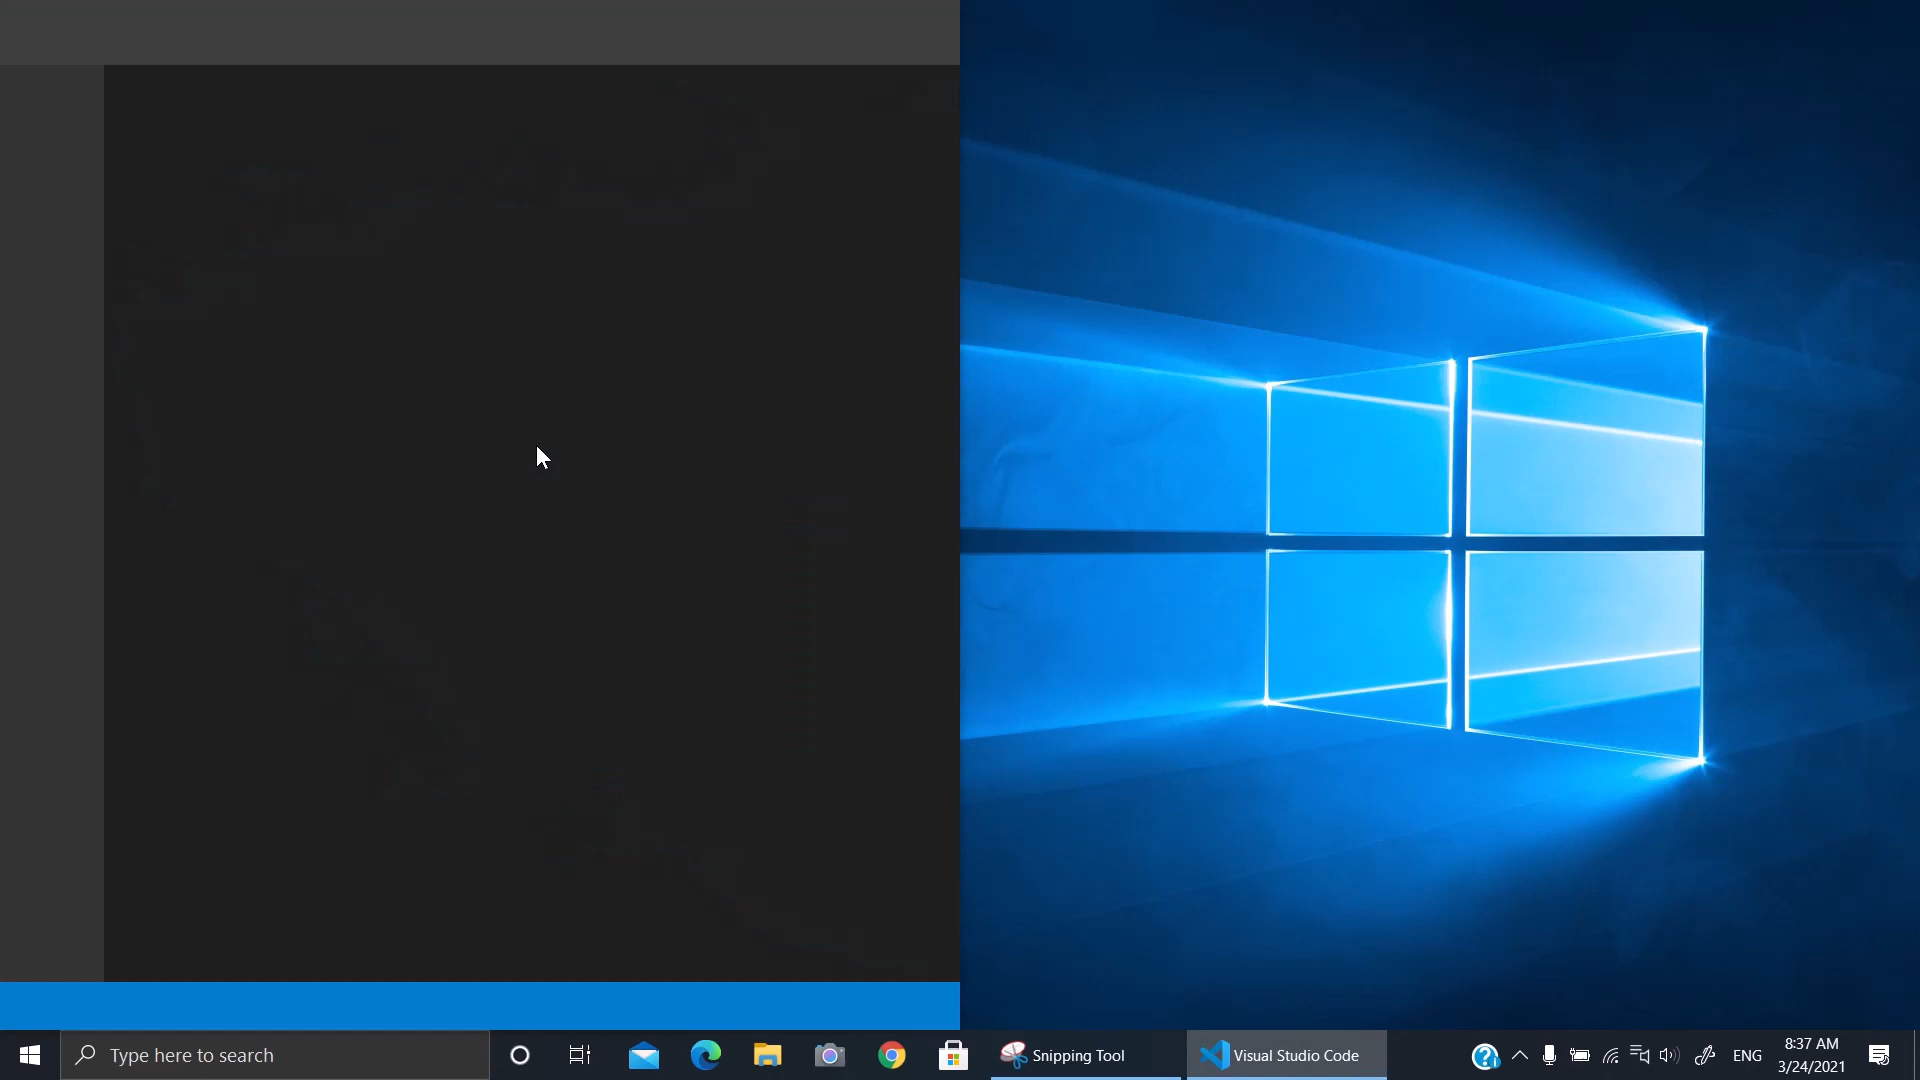 Type here to search
Snipping Tool
Visual Studio Code
ENG
8:37 AM
3/24/2021